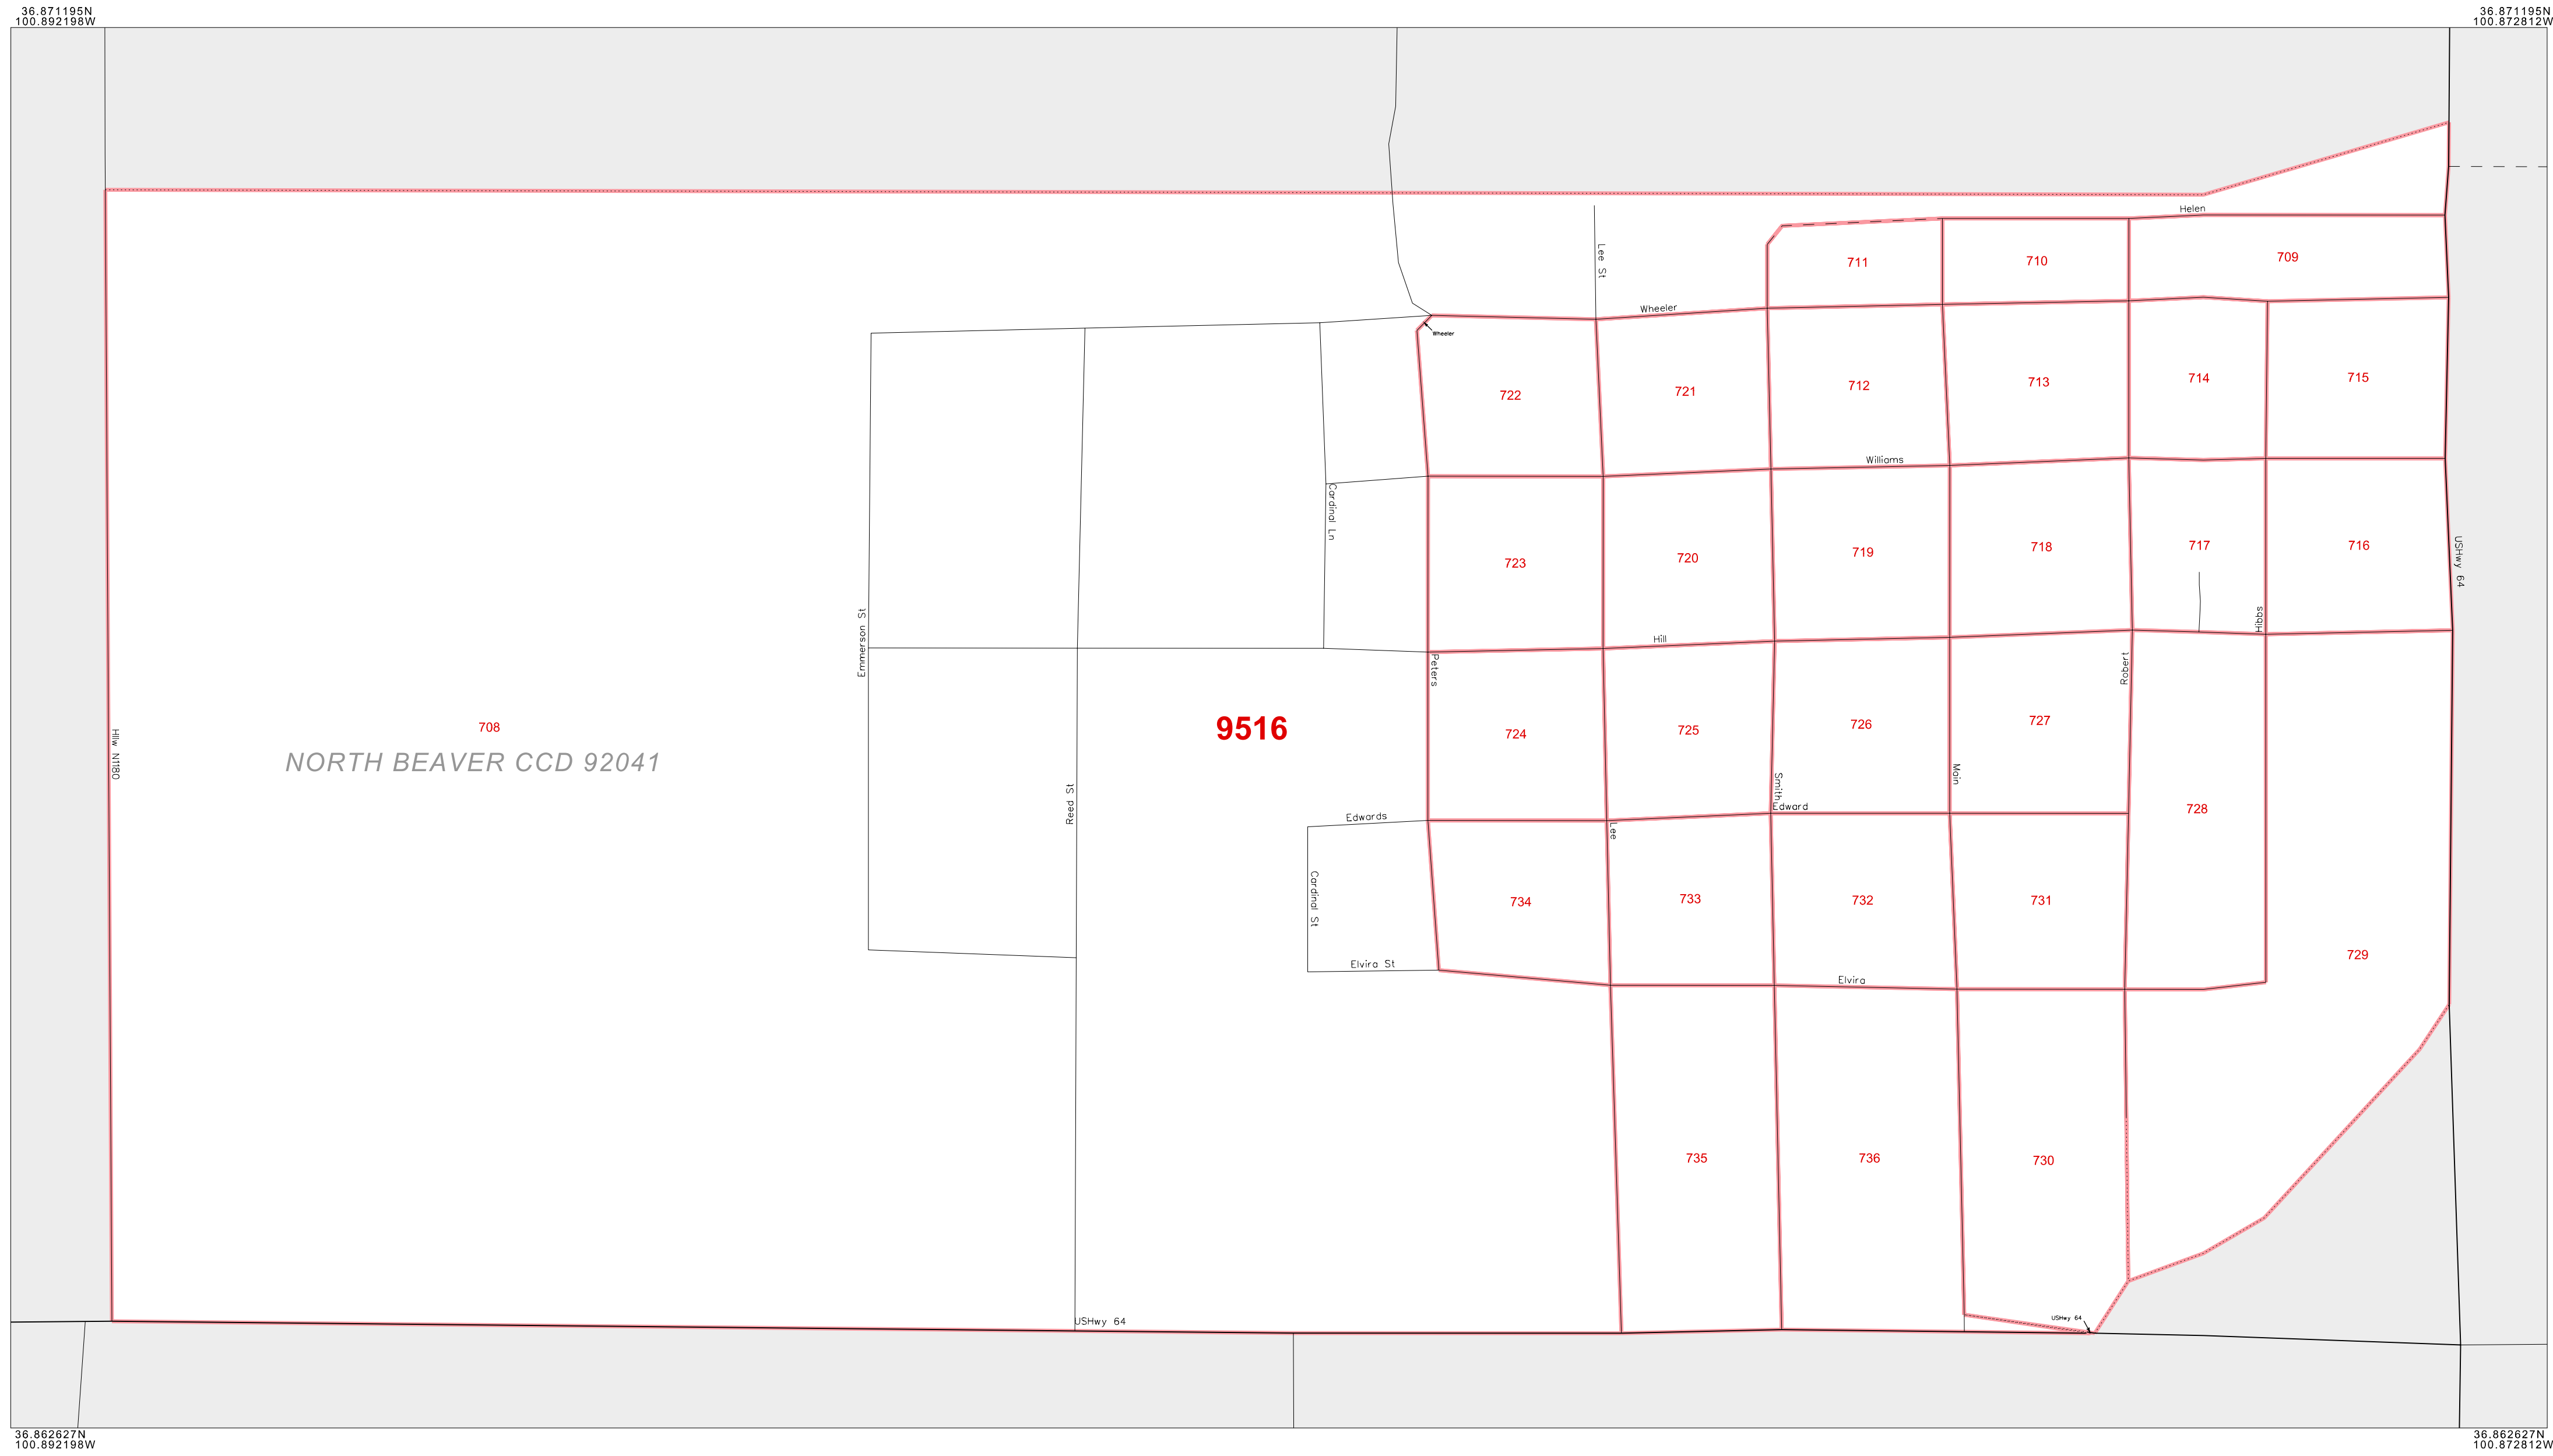 36.871195N
100.892198W
36.871195N
100.872812W
Helen
Lee St
711
710
709
Wheeler
Wheeler
722
721
712
713
714
715
Williams
Cardinal Ln
723
720
719
718
717
716
USHwy 64
Emmerson St
Hibbs
Hill
Peters
Robert
708
9516
NORTH BEAVER CCD 92041
Hllw N1180
724
725
726
727
Reed St
Smith
Main
Edward
728
Edwards
Lee
Cardinal St
734
733
732
731
Elvira St
Elvira
729
735
736
730
USHwy 64
USHwy 64
36.862627N
100.892198W
36.862627N
100.872812W